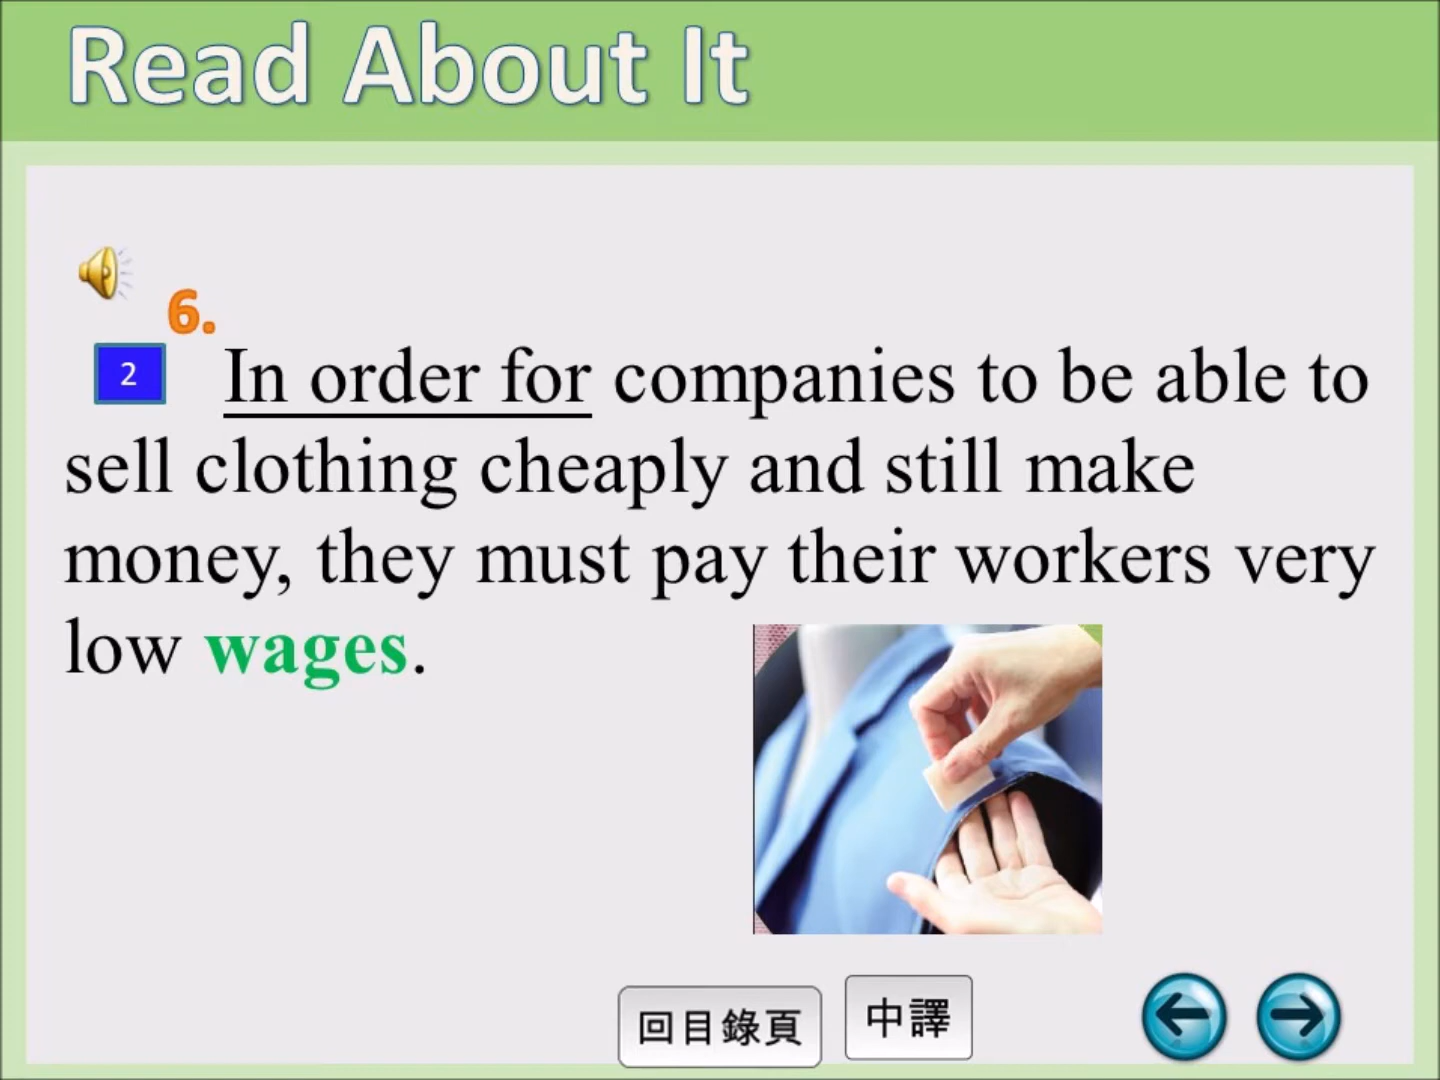 Read About It
6.
2
In order for companies to be able to
sell clothing cheaply and still make
money, they must pay their workers very
low wages.
回目錄頁
中譯